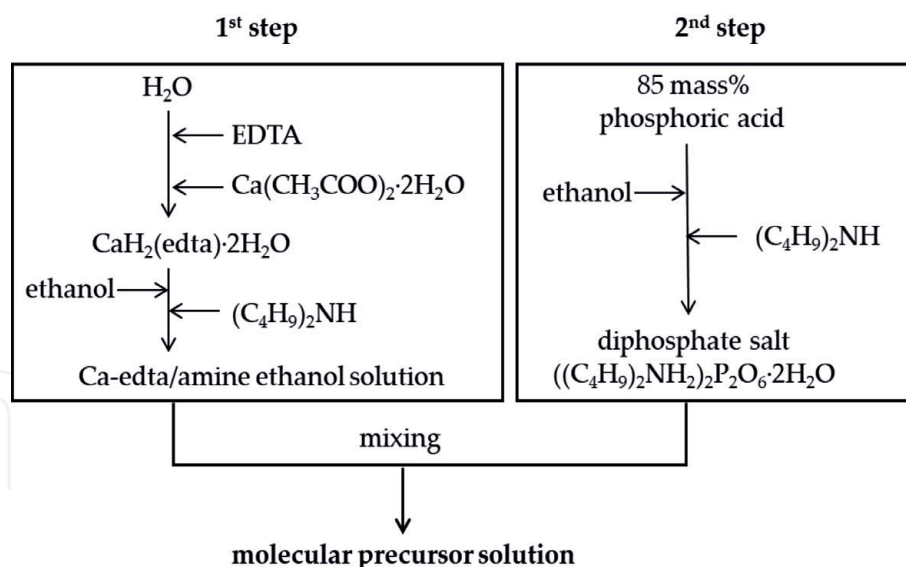 1st step
H₂O
EDTA
Ca(CH₃COO)₂·2H₂O
CaH₂(edta)·2H₂O
ethanol
(C₄H₉)₂NH
Ca-edta/amine ethanol solution
2nd step
85 mass%
phosphoric acid
ethanol
(C₄H₉)₂NH
diphosphate salt
((C₄H₉)₂NH₂)₂P₂O₆·2H₂O
mixing
molecular precursor solution